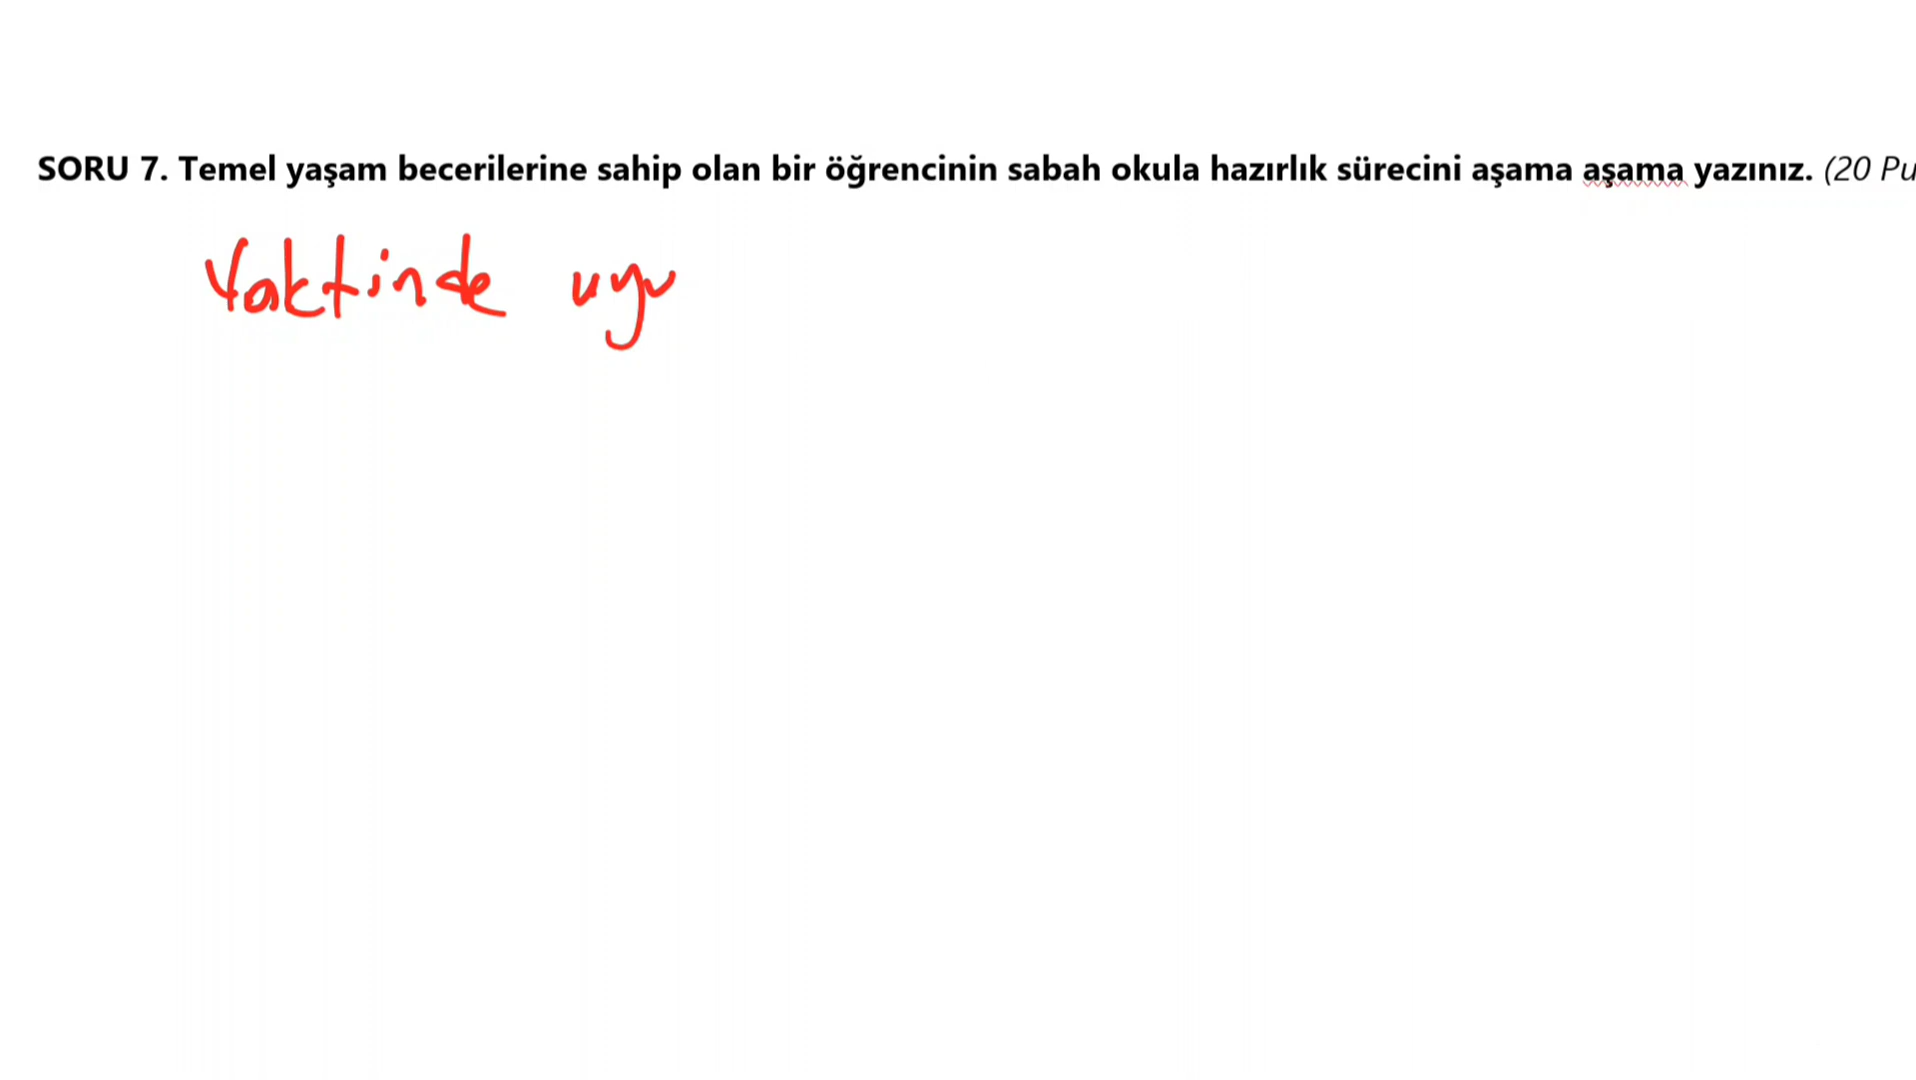 SORU 7. Temel yaşam becerilerine sahip olan bir öğrencinin sabah okula hazırlık sürecini aşama aşama yazınız. (20 Pu
Vaktinde uyu